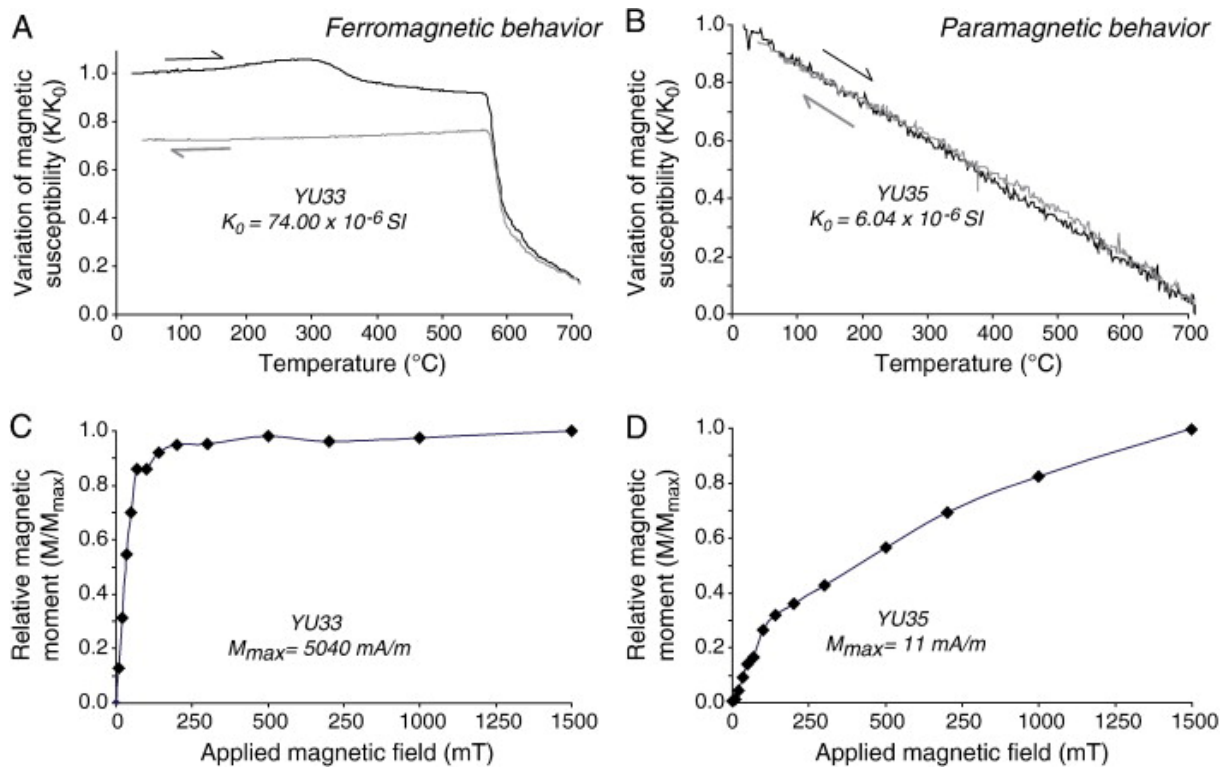 A
Ferromagnetic behavior
Variation of magnetic
susceptibility (K/K0)
1.0
0.8
0.6
0.4
0.2
0.0
YU33
K0 = 74.00 x 10-6 SI
0 100 200 300 400 500 600 700
Temperature (°C)
B
Paramagnetic behavior
Variation of magnetic
susceptibility (K/K0)
1.0
0.8
0.6
0.4
0.2
0.0
YU35
K0 = 6.04 x 10-6 SI
0 100 200 300 400 500 600 700
Temperature (°C)
C
Relative magnetic
moment (M/Mmax)
1.0
0.8
0.6
0.4
0.2
0.0
YU33
Mmax= 5040 mA/m
0 250 500 250 1000 1250 1500
Applied magnetic field (mT)
D
Relative magnetic
moment (M/Mmax)
1.0
0.8
0.6
0.4
0.2
0.0
YU35
Mmax= 11 mA/m
0 250 500 250 1000 1250 1500
Applied magnetic field (mT)